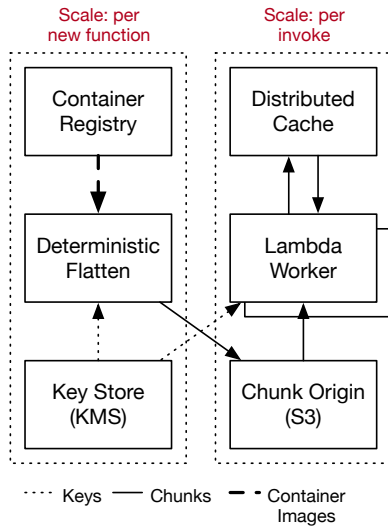 Scale: per
new function
Scale: per
invoke
Container
Registry
Distributed
Cache
Deterministic
Flatten
Lambda
Worker
Key Store
(KMS)
Chunk Origin
(S3)
Keys
Chunks
Container
Images